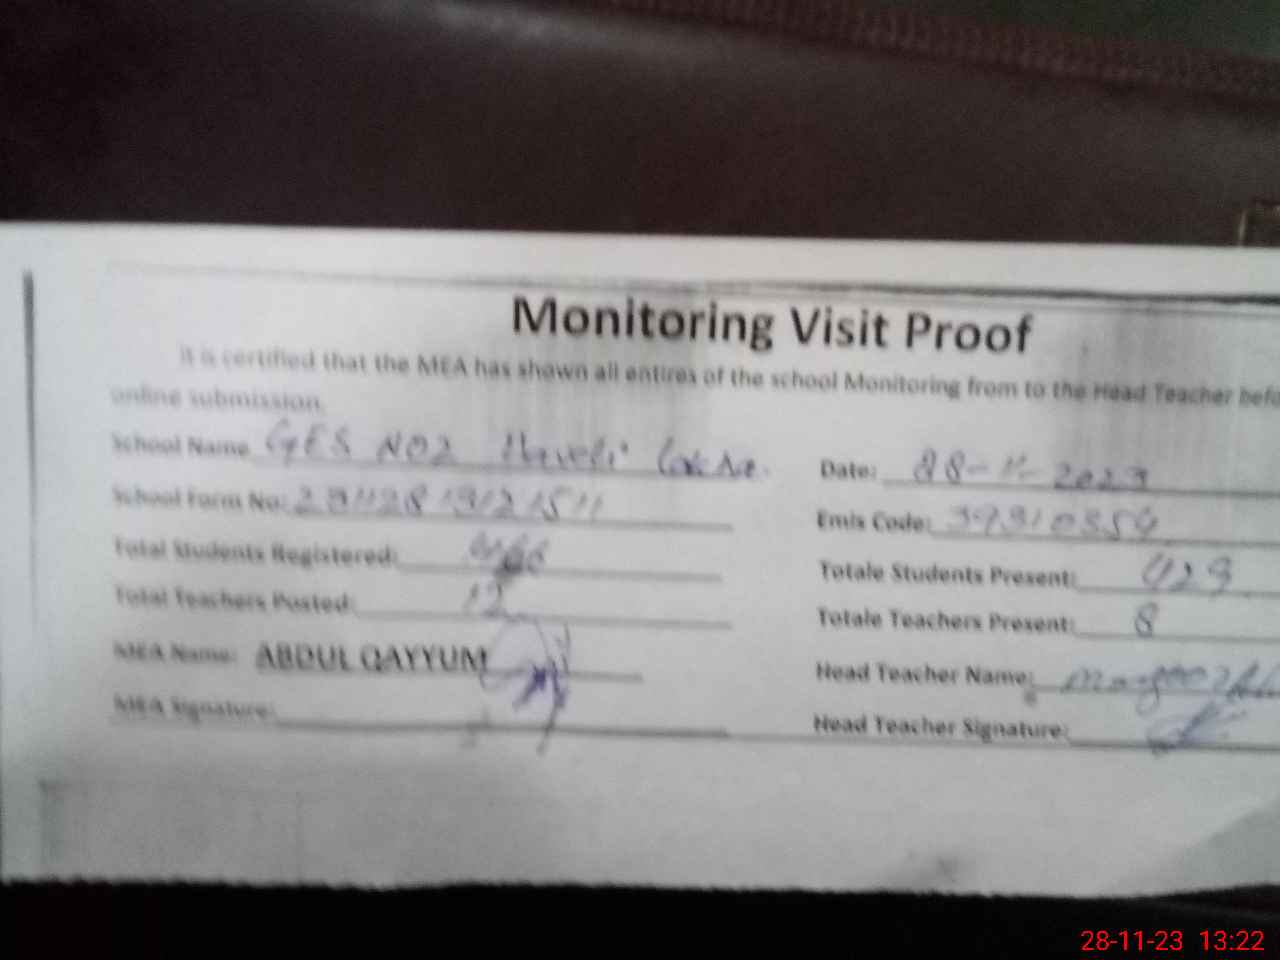 Monitoring Visit Proof
It is certified that the MEA has shown all entires of the school Monitoring from to the Head Teacher befo
online submission.
School Name GES NO2 Haveli Date: 28-11-2023
School Form No: Emis Code:
Total Students Registered: Totale Students Present: 429
Total Teachers Posted: 12 Totale Teachers Present: 8
MEA Name: ABDUL QAYYUM Head Teacher Name:
MEA Signature: Head Teacher Signature:
28-11-23 13:22